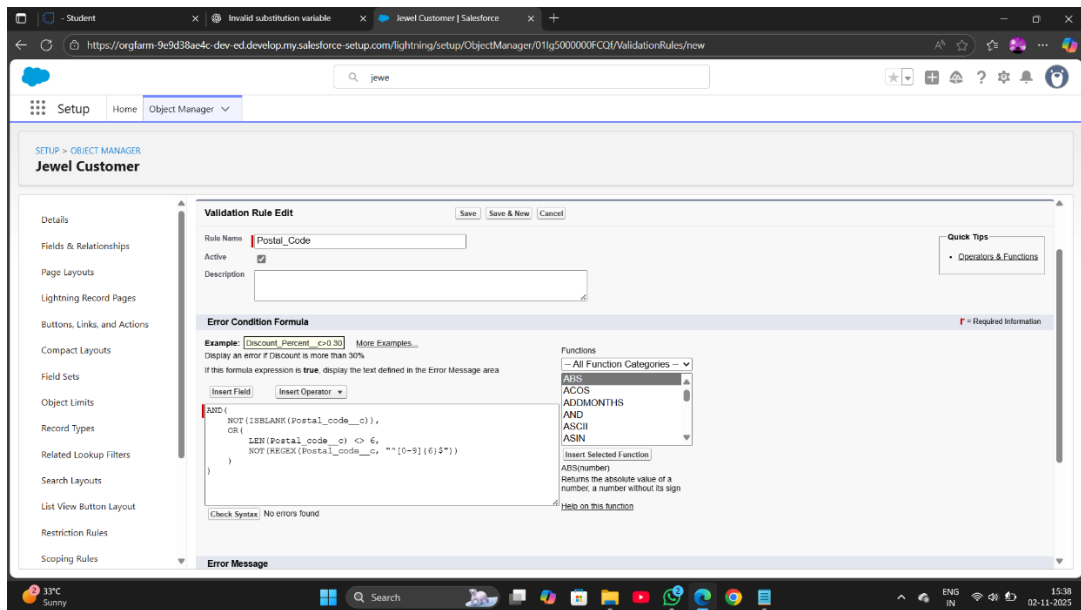 - Student
Invalid substitution variable
Jewel Customer | Salesforce
https://orgfarm-9e9d38ae4c-dev-ed.develop.my.salesforce-setup.com/lightning/setup/ObjectManager/01Ig5000000FCQf/ValidationRules/new
jewe
Setup
Home
Object Manager
SETUP > OBJECT MANAGER
Jewel Customer
Details
Fields & Relationships
Page Layouts
Lightning Record Pages
Buttons, Links, and Actions
Compact Layouts
Field Sets
Object Limits
Record Types
Related Lookup Filters
Search Layouts
List View Button Layout
Restriction Rules
Scoping Rules
Validation Rule Edit
Save
Save & New
Cancel
Rule Name
Postal_Code
Active
Description
Quick Tips
• Operators & Functions
Error Condition Formula
= Required Information
Example: Discount_Percent__c>0.30 More Examples...
Display an error if Discount is more than 30%
If this formula expression is true, display the text defined in the Error Message area
Insert Field
Insert Operator
AND(
NOT(ISBLANK(Postal_code__c)),
OR(
LEN(Postal_code__c) <> 6,
NOT(REGEX(Postal_code__c, "^[0-9]{6}$"))
)
)
Check Syntax No errors found
Functions
-- All Function Categories --
ABS
ACOS
ADDMONTHS
AND
ASCII
ASIN
Insert Selected Function
ABS(number)
Returns the absolute value of a
number, a number without its sign
Help on this function
Error Message
2
33°C
Sunny
Search
ENG
IN
15:38
02-11-2025